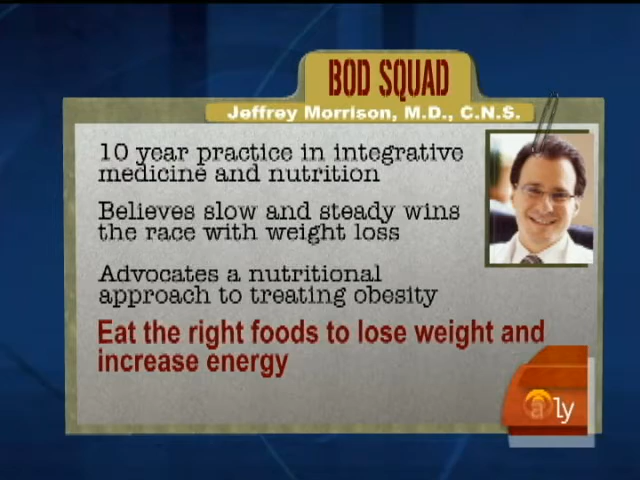 BOD SQUAD
Jeffrey Morrison, M.D., C.N.S.
10 year practice in integrative
medicine and nutrition
Believes slow and steady wins
the race with weight loss
Advocates a nutritional
approach to treating obesity
Eat the right foods to lose weight and
increase energy
ly